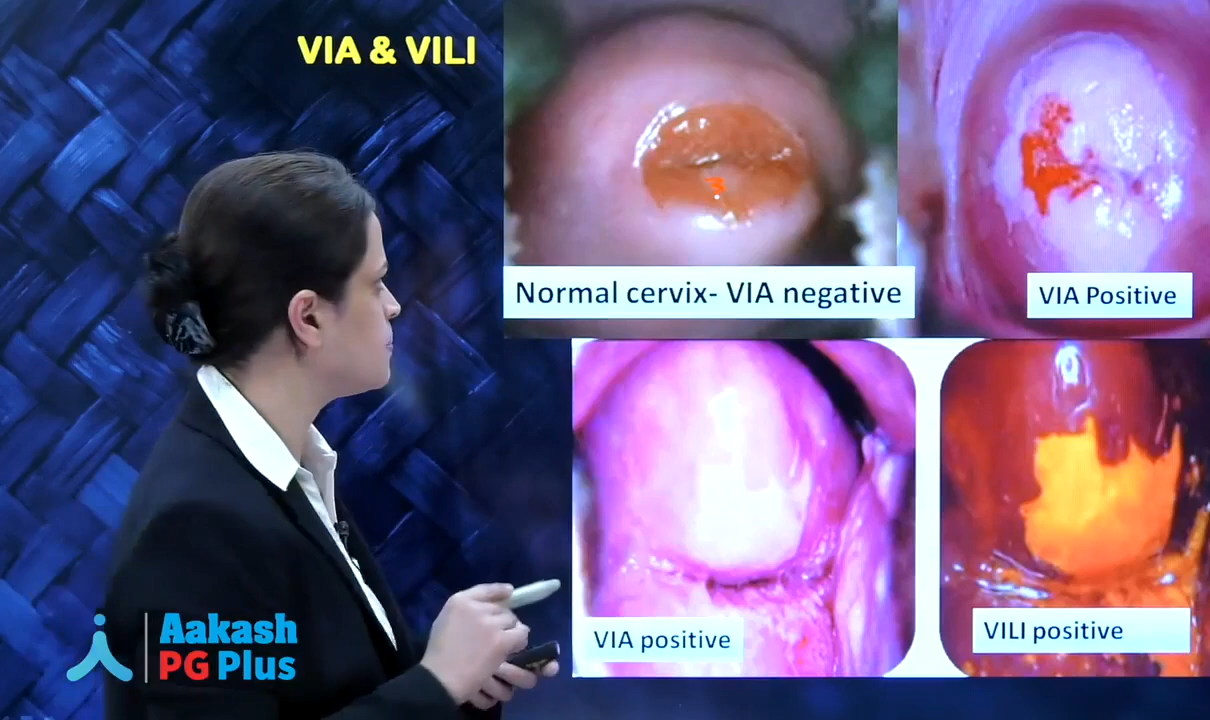 VIA & VILI
Normal cervix- VIA negative
VIA Positive
VIA positive
VILI positive
Aakash
PG Plus